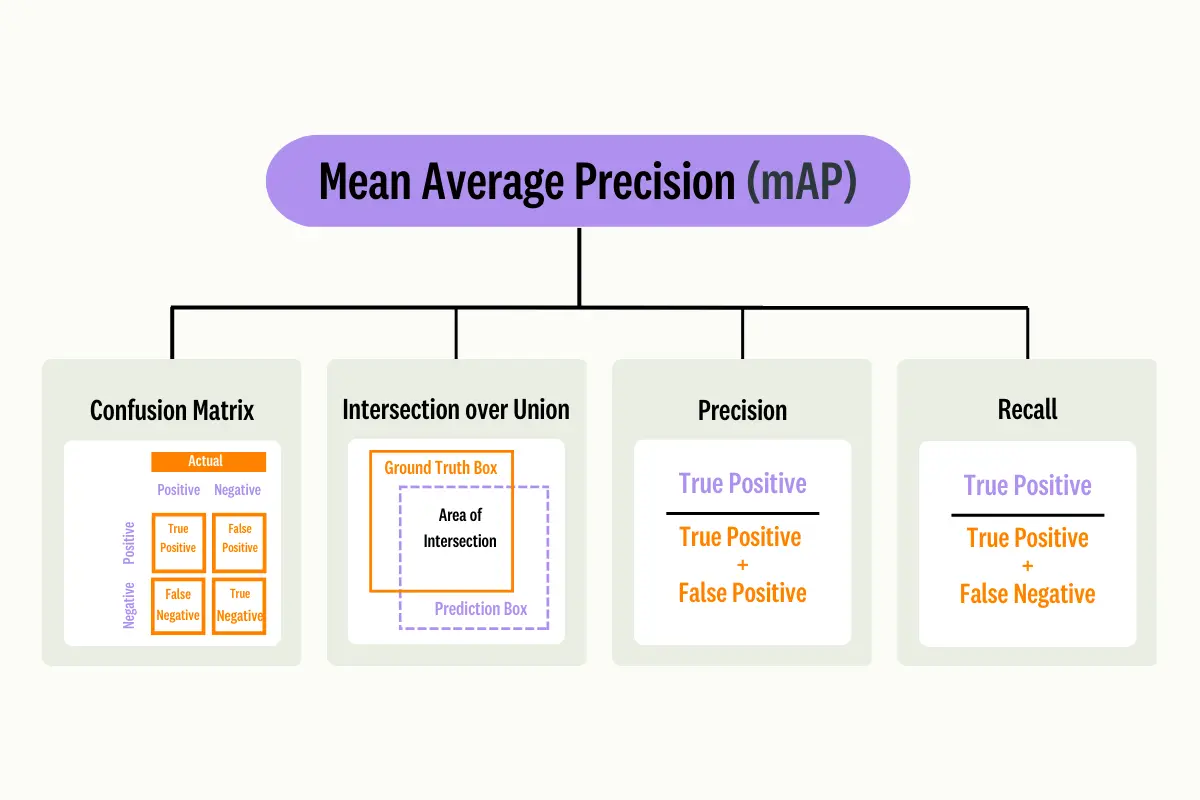 Mean Average Precision (mAP)
Confusion Matrix
Actual
Positive Negative
Positive
True
Positive
False
Positive
Negative
False
Negative
True
Negative
Intersection over Union
Ground Truth Box
Area of
Intersection
Prediction Box
Precision
True Positive
True Positive
+
False Positive
Recall
True Positive
True Positive
+
False Negative